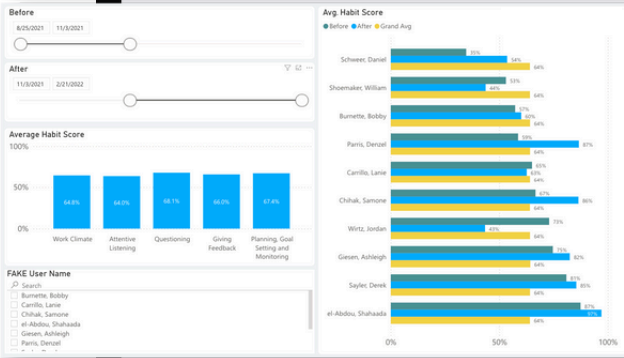 Before
8/25/2021 11/3/2021
After
11/3/2021 2/21/2022
Average Habit Score
100%
50%
0%
64.8% 64.0% 68.1% 66.0% 67.4%
Work Climate
Attentive
Listening
Questioning
Giving
Feedback
Planning, Goal
Setting and
Monitoring
FAKE User Name
Search
Burnette, Bobby
Carrillo, Lanie
Chihak, Samone
el-Abdou, Shahaada
Giesen, Ashleigh
Parris, Denzel
Avg. Habit Score
Before After Grand Avg
Schweer, Daniel
35%
54%
64%
Shoemaker, William
53%
44%
64%
Burnette, Bobby
57%
60%
64%
Parris, Denzel
59%
87%
64%
Carrillo, Lanie
65%
63%
64%
Chihak, Samone
67%
86%
64%
Wirtz, Jordan
73%
43%
64%
Giesen, Ashleigh
75%
82%
64%
Sayler, Derek
81%
85%
64%
el-Abdou, Shahaada
87%
97%
64%
0% 50% 100%